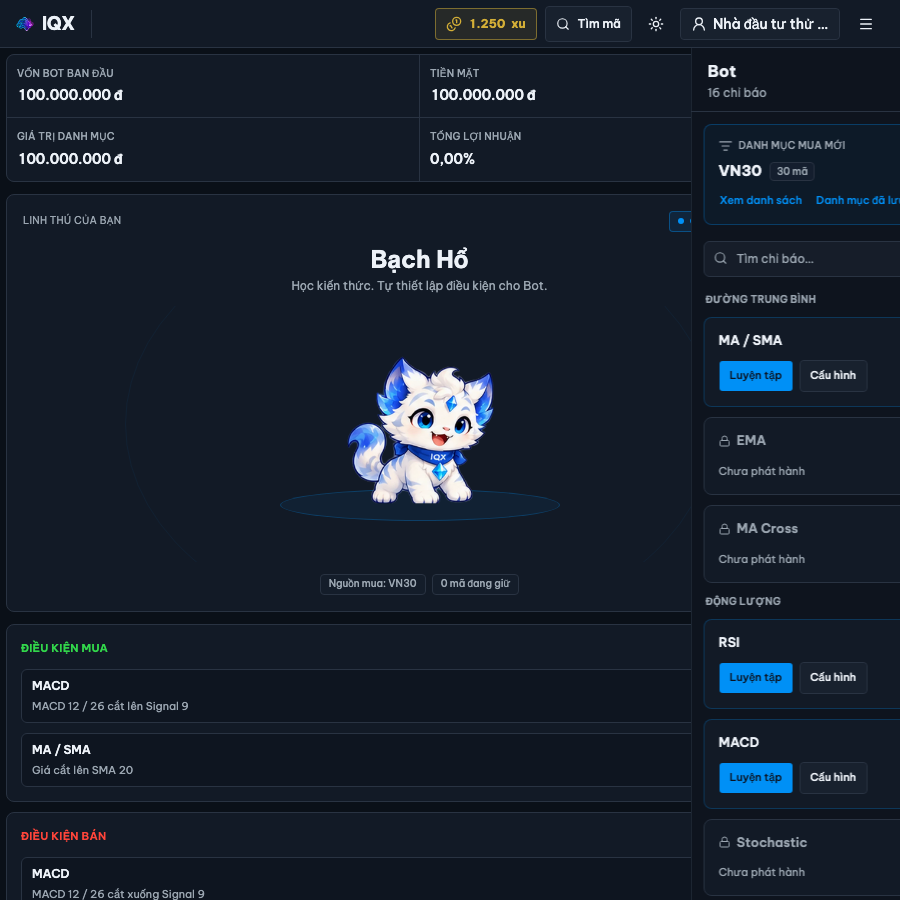 IQX
1.250 xu
Tìm mã
Nhà đầu tư thử ...
VỐN BOT BAN ĐẦU
100.000.000 đ
TIỀN MẶT
100.000.000 đ
GIÁ TRỊ DANH MỤC
100.000.000 đ
TỔNG LỢI NHUẬN
0,00%
LINH THÚ CỦA BẠN
Bạch Hổ
Học kiến thức. Tự thiết lập điều kiện cho Bot.
IQX
Nguồn mua: VN30
0 mã đang giữ
ĐIỀU KIỆN MUA
MACD
MACD 12 / 26 cắt lên Signal 9
MA / SMA
Giá cắt lên SMA 20
ĐIỀU KIỆN BÁN
MACD
MACD 12 / 26 cắt xuống Signal 9
Bot
16 chỉ báo
DANH MỤC MUA MỚI
VN30
30 mã
Xem danh sách
Danh mục đã
Tìm chỉ báo...
ĐƯỜNG TRUNG BÌNH
MA / SMA
Luyện tập
Cấu hình
EMA
Chưa phát hành
MA Cross
Chưa phát hành
ĐỘNG LƯỢNG
RSI
Luyện tập
Cấu hình
MACD
Luyện tập
Cấu hình
Stochastic
Chưa phát hành